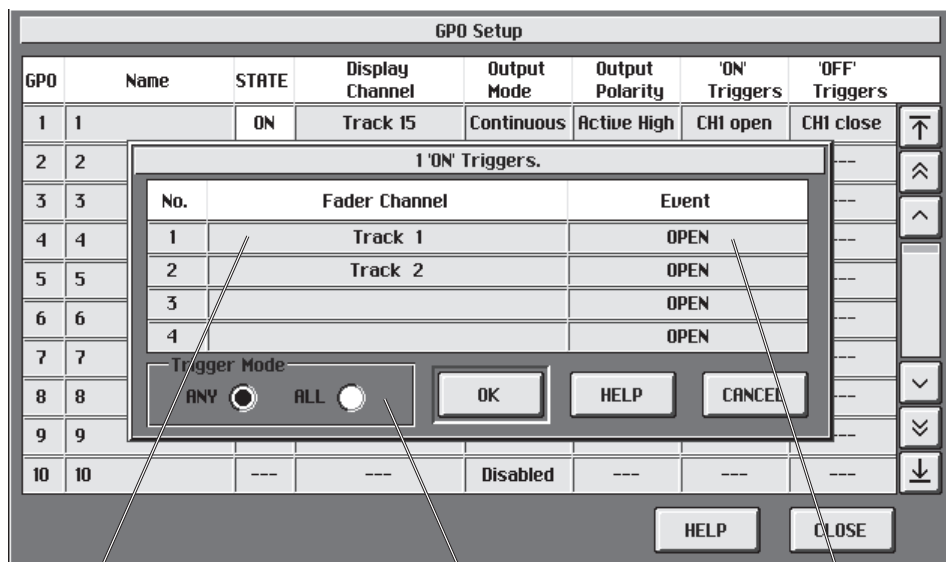 GPO Setup
GPO Name STATE Display Channel Output Mode Output Polarity 'ON' Triggers 'OFF' Triggers
1 1 ON Track 15 Continuous Active High CH1 open CH1 close
2 2 ---
3 3 ---
4 4 ---
5 5 ---
6 6 ---
7 7 ---
8 8 ---
9 9 ---
10 10 --- --- Disabled --- --- ---
1 'ON' Triggers.
No. Fader Channel Event
1 Track 1 OPEN
2 Track 2 OPEN
3 OPEN
4 OPEN
Trigger Mode
ANY ALL OK HELP CANCEL
HELP CLOSE